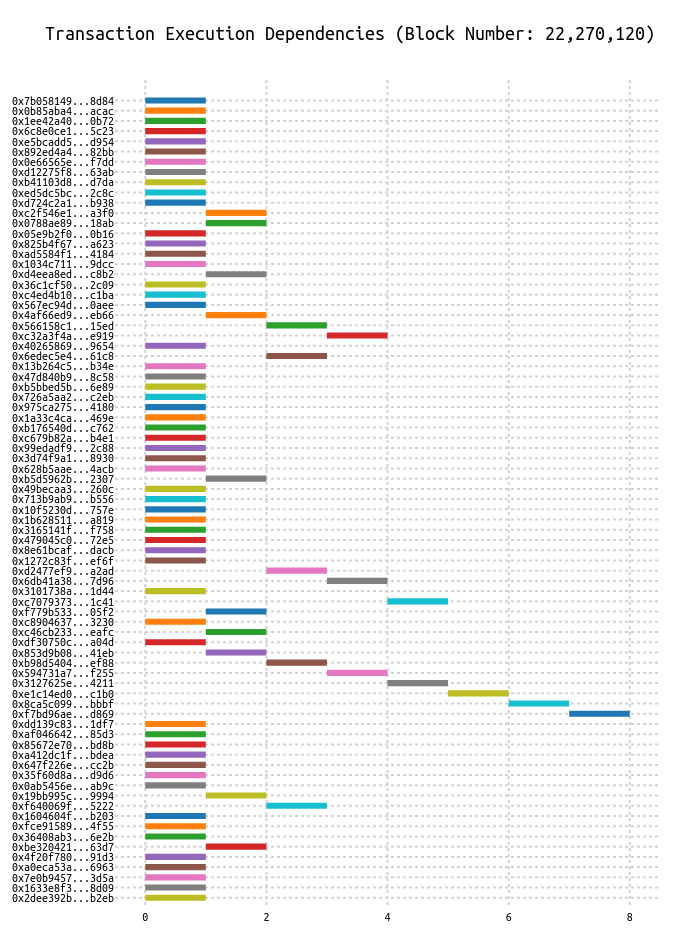 Transaction Execution Dependencies (Block Number: 22,270,120)
0x7b058149...8d84
0x0b85aba4...acac
0x1ee42a40...0b72
0x6c8e0ce1...5c23
0xe5bcadd5...d954
0x892ed4a4...82bb
0x0e66565e...f7dd
0xd12275f8...63ab
0xb41103d8...d7da
0xed5dc5bc...2c8c
0xd724c2a1...b938
0xc2f546e1...a3f0
0x0788ae89...18ab
0x05e9b2f0...0b16
0x825b4f67...a623
0xad5584f1...4184
0x1034c711...9dcc
0xd4eea8ed...c8b2
0x36c1cf50...2c09
0xc4ed4b10...c1ba
0x567ec94d...0aee
0x4af66ed9...eb66
0x566158c1...15ed
0xc32a3f4a...e919
0x40265869...9654
0x6edec5e4...61c8
0x13b264c5...b34e
0x47d840b9...8c58
0xb5bbed5b...6e89
0x726a5aa2...c2eb
0x975ca275...4180
0x1a33c4ca...469e
0xb176540d...c762
0xc679b82a...b4e1
0x99edadf9...2c88
0x3d74f9a1...8930
0x628b5aae...4acb
0xb5d5962b...2307
0x49becaa3...260c
0x713b9ab9...b556
0x10f5230d...757e
0x1b628511...a819
0x3165141f...f758
0x479045c0...72e5
0x8e61bcaf...dacb
0x1272c83f...ef6f
0xd2477ef9...a2ad
0x6db41a38...7d96
0x3101738a...1d44
0xc7079373...1c41
0xf779b533...05f2
0xc8904637...3230
0xc46cb233...eafc
0xdf30750c...a04d
0x853d9b08...41eb
0xb98d5404...ef88
0x594731a7...f255
0x3127625e...4211
0xe1c14ed0...c1b0
0x8ca5c099...bbbf
0xf7bd96ae...d869
0xdd139c83...1df7
0xaf046642...85d3
0x85672e70...bd8b
0xa412dc1f...bdea
0x647f226e...cc2b
0x35f60d8a...d9d6
0x0ab5456e...ab9c
0x19bb995c...9994
0xf640069f...5222
0x1604604f...b203
0xfce91589...4f55
0x36408ab3...6e2b
0xbe320421...63d7
0x4f20f780...91d3
0xa0eca53a...6963
0x7e0b9457...3d5a
0x1633e8f3...8d09
0x2dee392b...b2eb
0 2 4 6 8